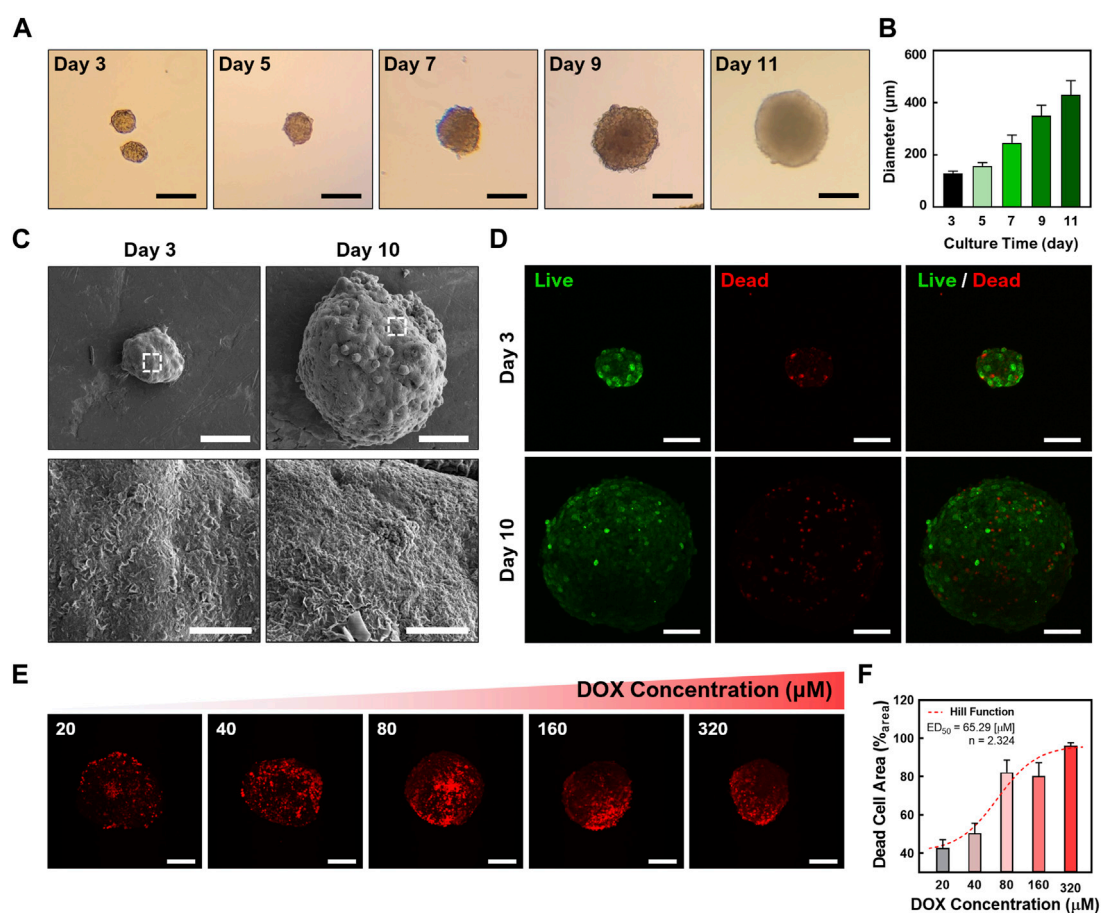 A
Day 3
Day 5
Day 7
Day 9
Day 11
B
Diameter (μm)
600
400
200
0
3 5 7 9 11
Culture Time (day)
C
Day 3
Day 10
D
Live
Dead
Live / Dead
Day 3
Day 10
E
DOX Concentration (μM)
20
40
80
160
320
F
Dead Cell Area (%area)
120
100
80
60
40
Hill Function
ED50 = 65.29 [μM]
n = 2.324
20 40 80 160 320
DOX Concentration (μM)